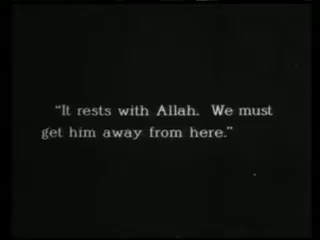 "It rests with Allah. We must
get him away from here."